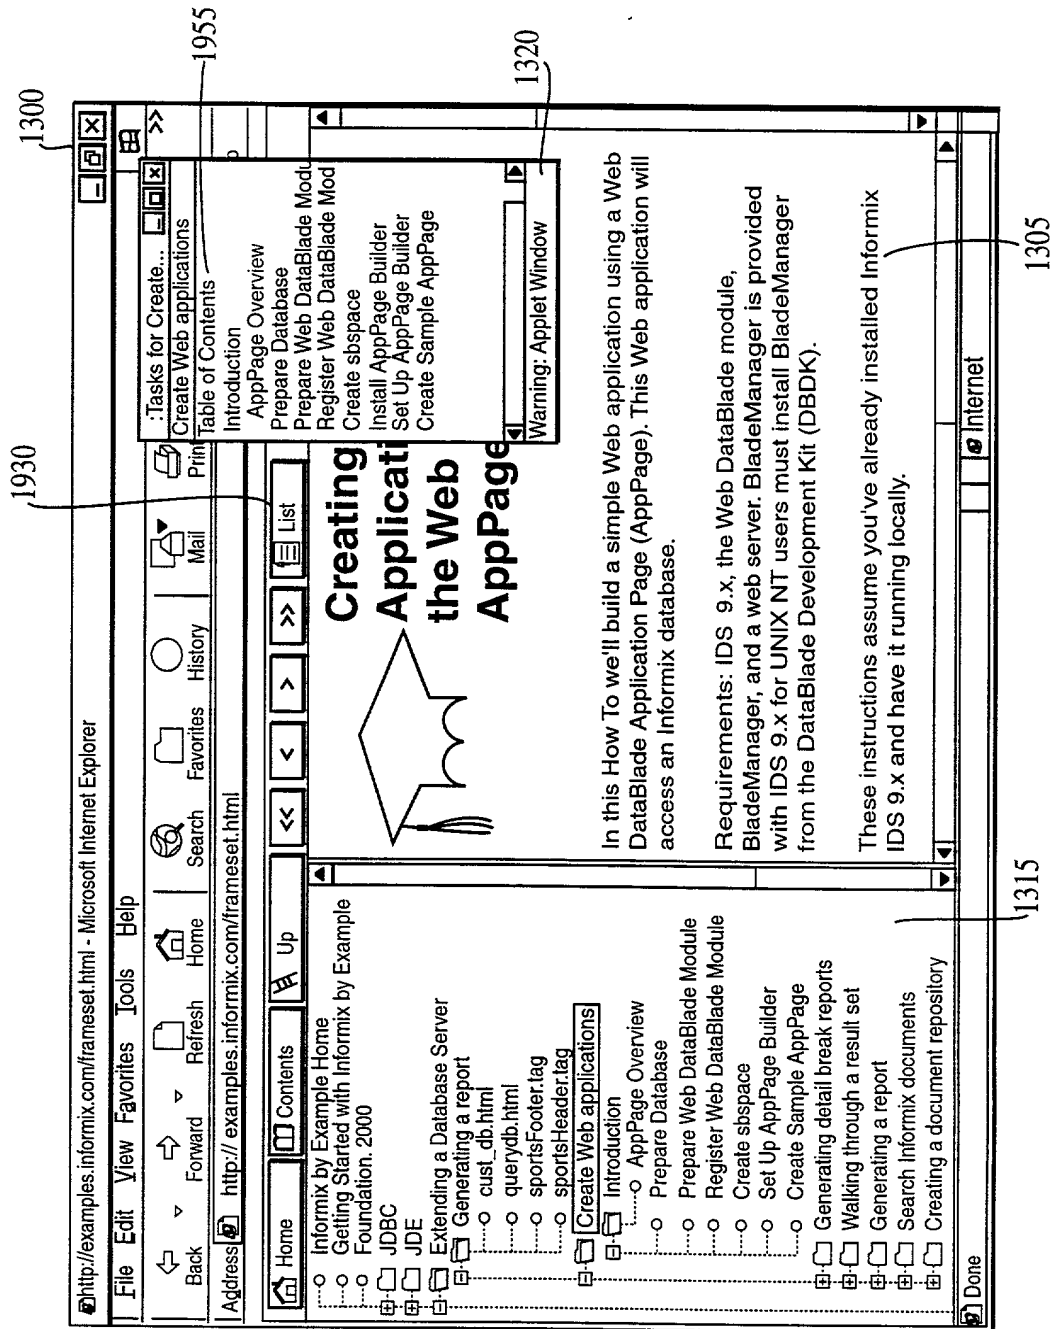 1300
http://examples.informix.com/frameset.html - Microsoft Internet Explorer
File Edit View Favorites Tools Help
Back Forward Refresh Home Search Favorites History Mail Print
>>
Address http:// examples.informix.com/frameset.html
1930
Home Contents Up << < > >> List
Informix by Example Home
Getting Started with Informix by Example
Foundation. 2000
JDBC
JDE
Extending a Database Server
Generating a report
cust_db.html
querydb.html
sportsFooter.tag
sportsHeader.tag
Create Web applications
Introduction
AppPage Overview
Prepare Database
Prepare Web DataBlade Module
Register Web DataBlade Module
Create sbspace
Set Up AppPage Builder
Create Sample AppPage
Generating detail break reports
Walking through a result set
Generating a report
Search Informix documents
Creating a document repository
1315
Creating
Applicati
the Web
AppPage
In this How To we'll build a simple Web application using a Web
DataBlade Application Page (AppPage). This Web application will
access an Informix database.
Requirements: IDS 9.x, the Web DataBlade module,
BladeManager, and a web server. BladeManager is provided
with IDS 9.x for UNIX NT users must install BladeManager
from the DataBlade Development Kit (DBDK).
These instructions assume you've already installed Informix
IDS 9.x and have it running locally.
1305
:Tasks for Create...
Create Web applications
Table of Contents
1955
Introduction
AppPage Overview
Prepare Database
Prepare Web DataBlade Modu
Register Web DataBlade Mod
Create sbspace
Install AppPage Builder
Set Up AppPage Builder
Create Sample AppPage
Warning: Applet Window
1320
Done
Internet